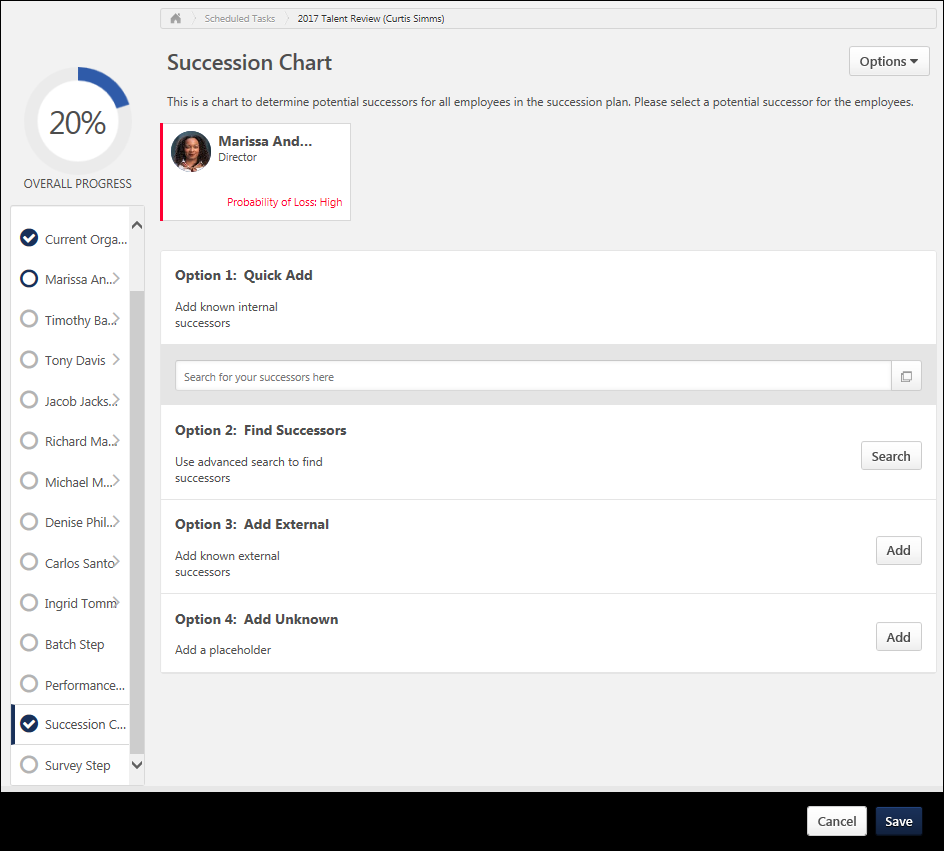 Scheduled Tasks
2017 Talent Review (Curtis Simms)
Succession Chart
Options
This is a chart to determine potential successors for all employees in the succession plan. Please select a potential successor for the employees.
20%
OVERALL PROGRESS
Marissa And...
Director
Probability of Loss: High
Current Orga...
Marissa An...
Timothy Ba...
Tony Davis
Jacob Jacks...
Richard Ma...
Michael M...
Denise Phil...
Carlos Santo
Ingrid Tomm
Batch Step
Performance...
Succession C...
Survey Step
Option 1: Quick Add
Add known internal
successors
Search for your successors here
Option 2: Find Successors
Use advanced search to find
successors
Search
Option 3: Add External
Add known external
successors
Add
Option 4: Add Unknown
Add a placeholder
Add
Cancel
Save